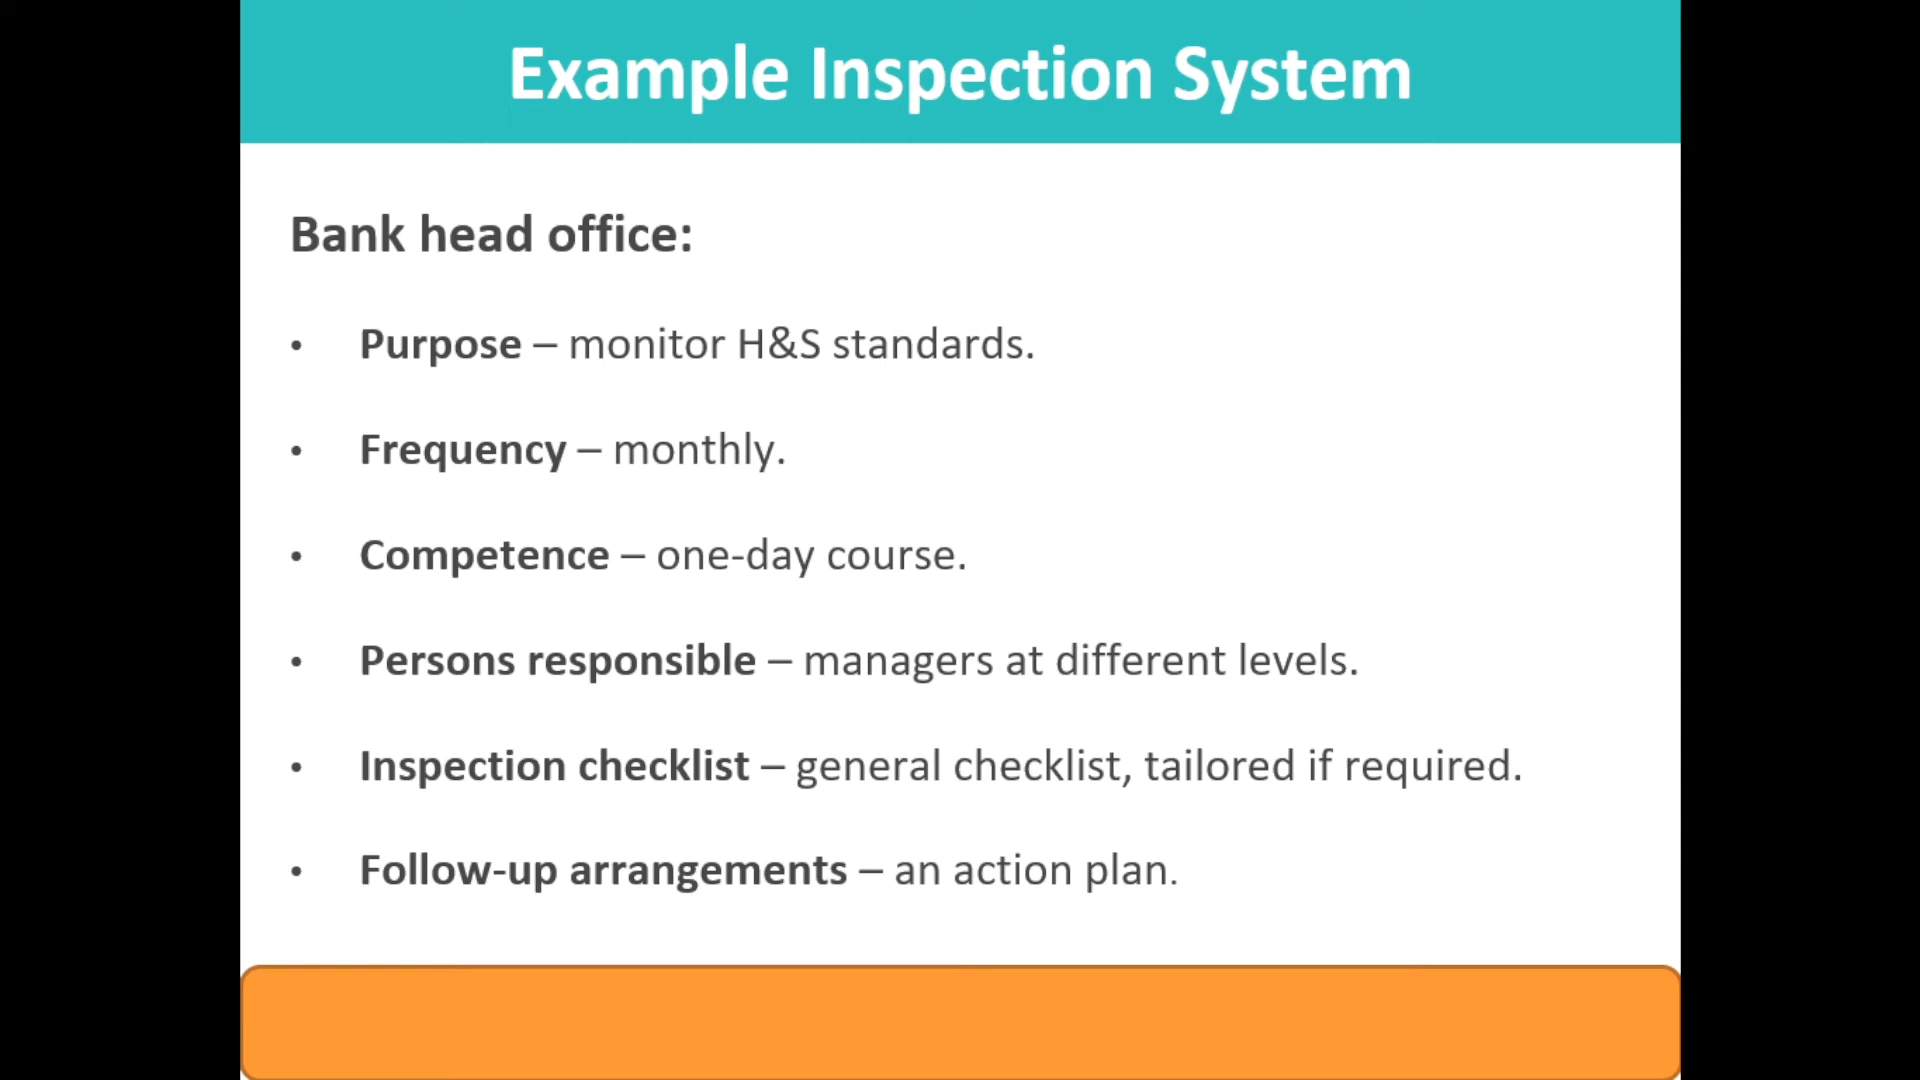 Example Inspection System
Bank head office:
• Purpose – monitor H&S standards.
• Frequency – monthly.
• Competence – one-day course.
• Persons responsible – managers at different levels.
• Inspection checklist – general checklist, tailored if required.
• Follow-up arrangements – an action plan.